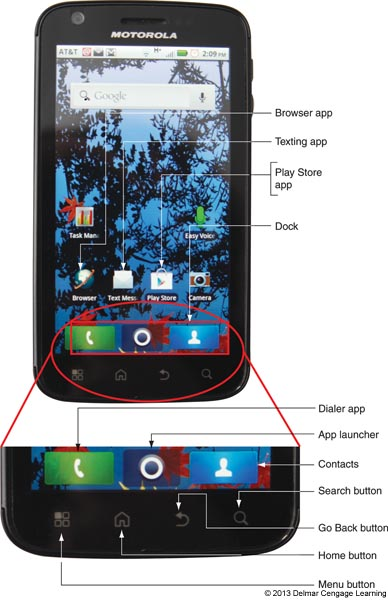 MOTOROLA
AT&T
2:09 PM
Google
Browser app
Texting app
Play Store
app
Dock
Task Man
Easy Voice
Browser
Text Mess
Play Store
Camera
Dialer app
App launcher
Contacts
Search button
Go Back button
Home button
Menu button
© 2013 Delmar Cengage Learning